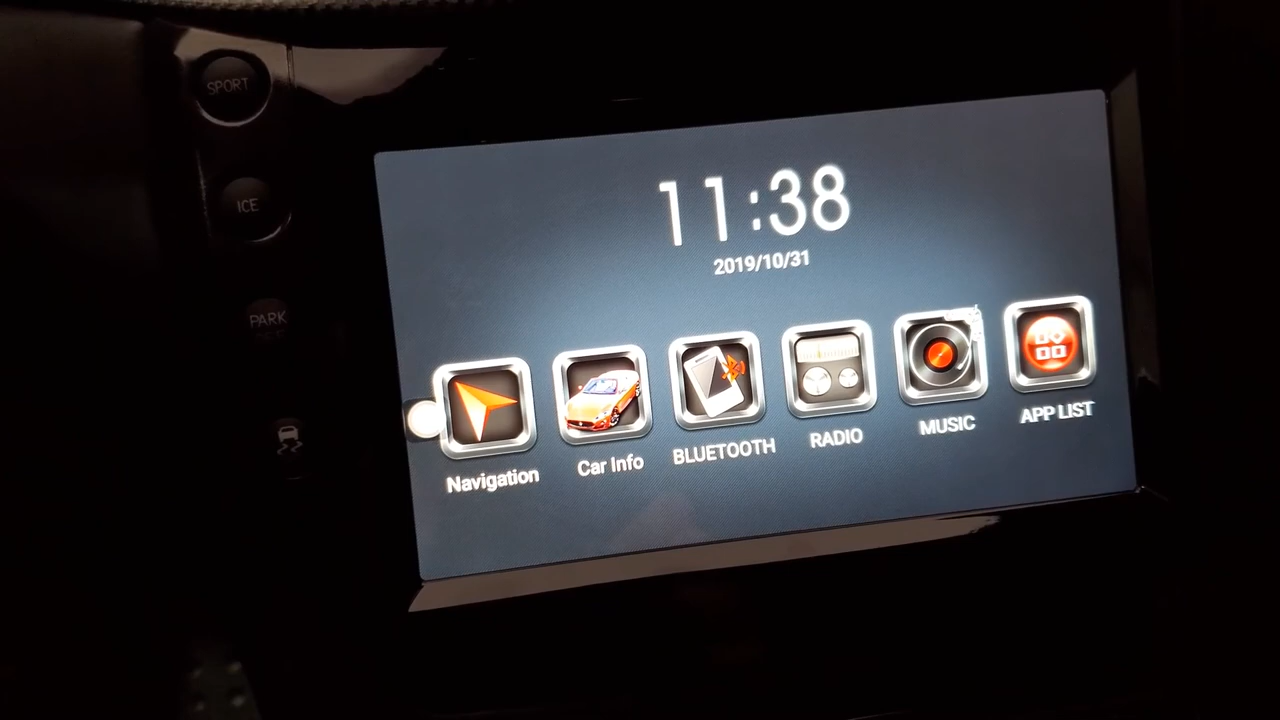 SPORT
ICE
PARK
11:38
2019/10/31
Navigation
Car Info
BLUETOOTH
RADIO
MUSIC
APP LIST